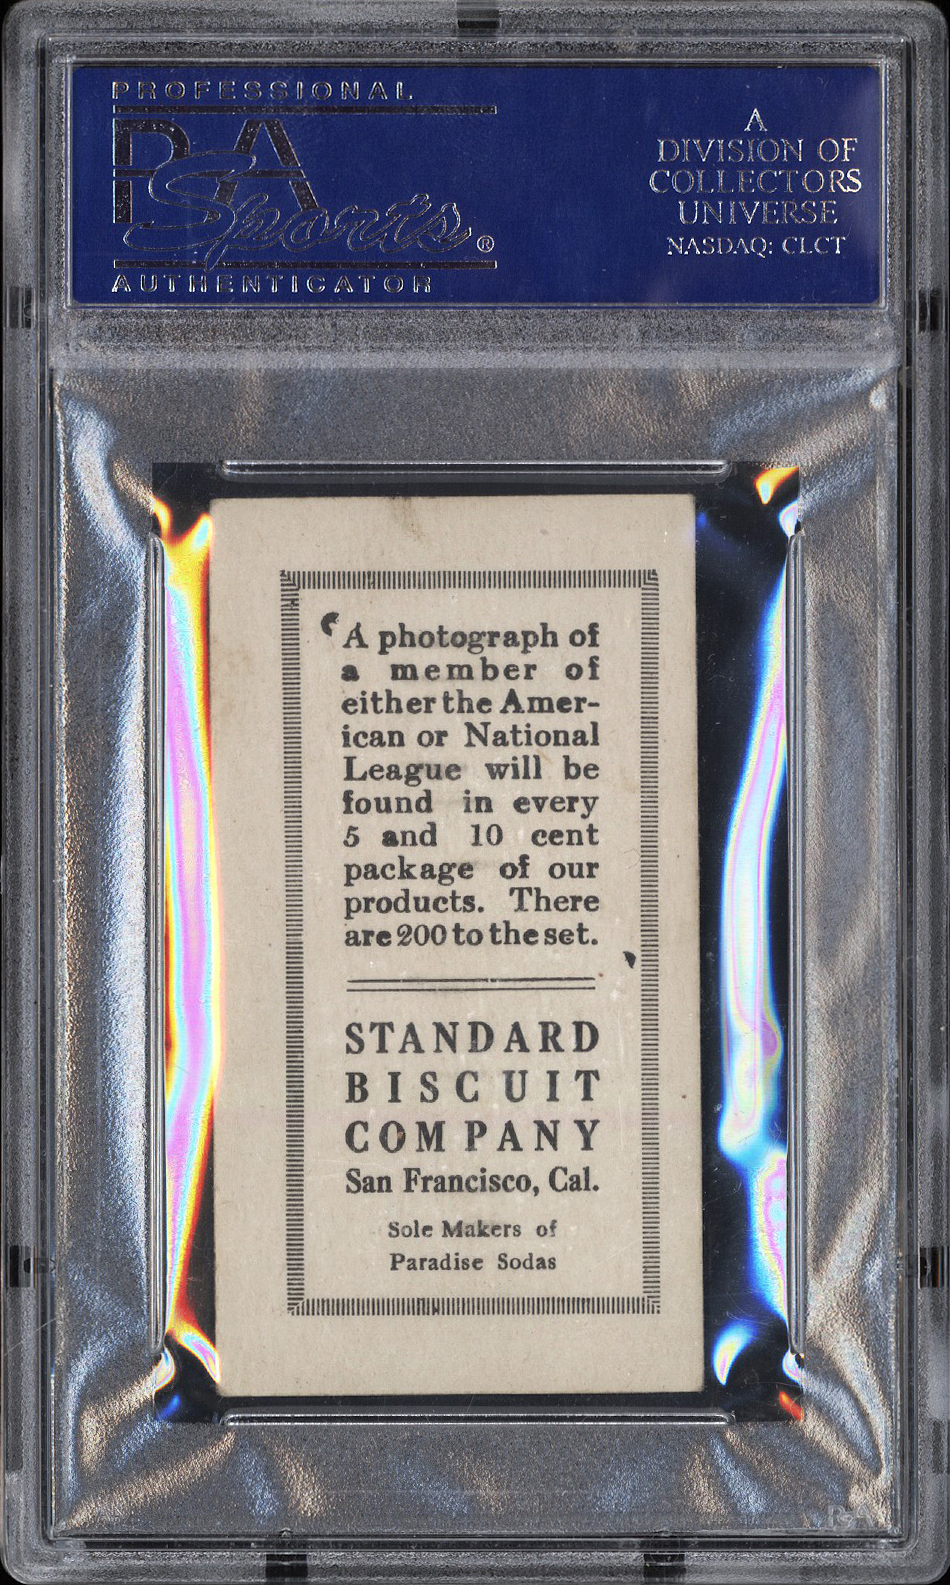 PROFESSIONAL
PSA
Sports®
AUTHENTICATOR
A
DIVISION OF
COLLECTORS
UNIVERSE
NASDAQ: CLCT
A photograph of
a member of
either the Amer-
ican or National
League will be
found in every
5 and 10 cent
package of our
products. There
are 200 to the set.
STANDARD
BISCUIT
COMPANY
San Francisco, Cal.
Sole Makers of
Paradise Sodas
PSA